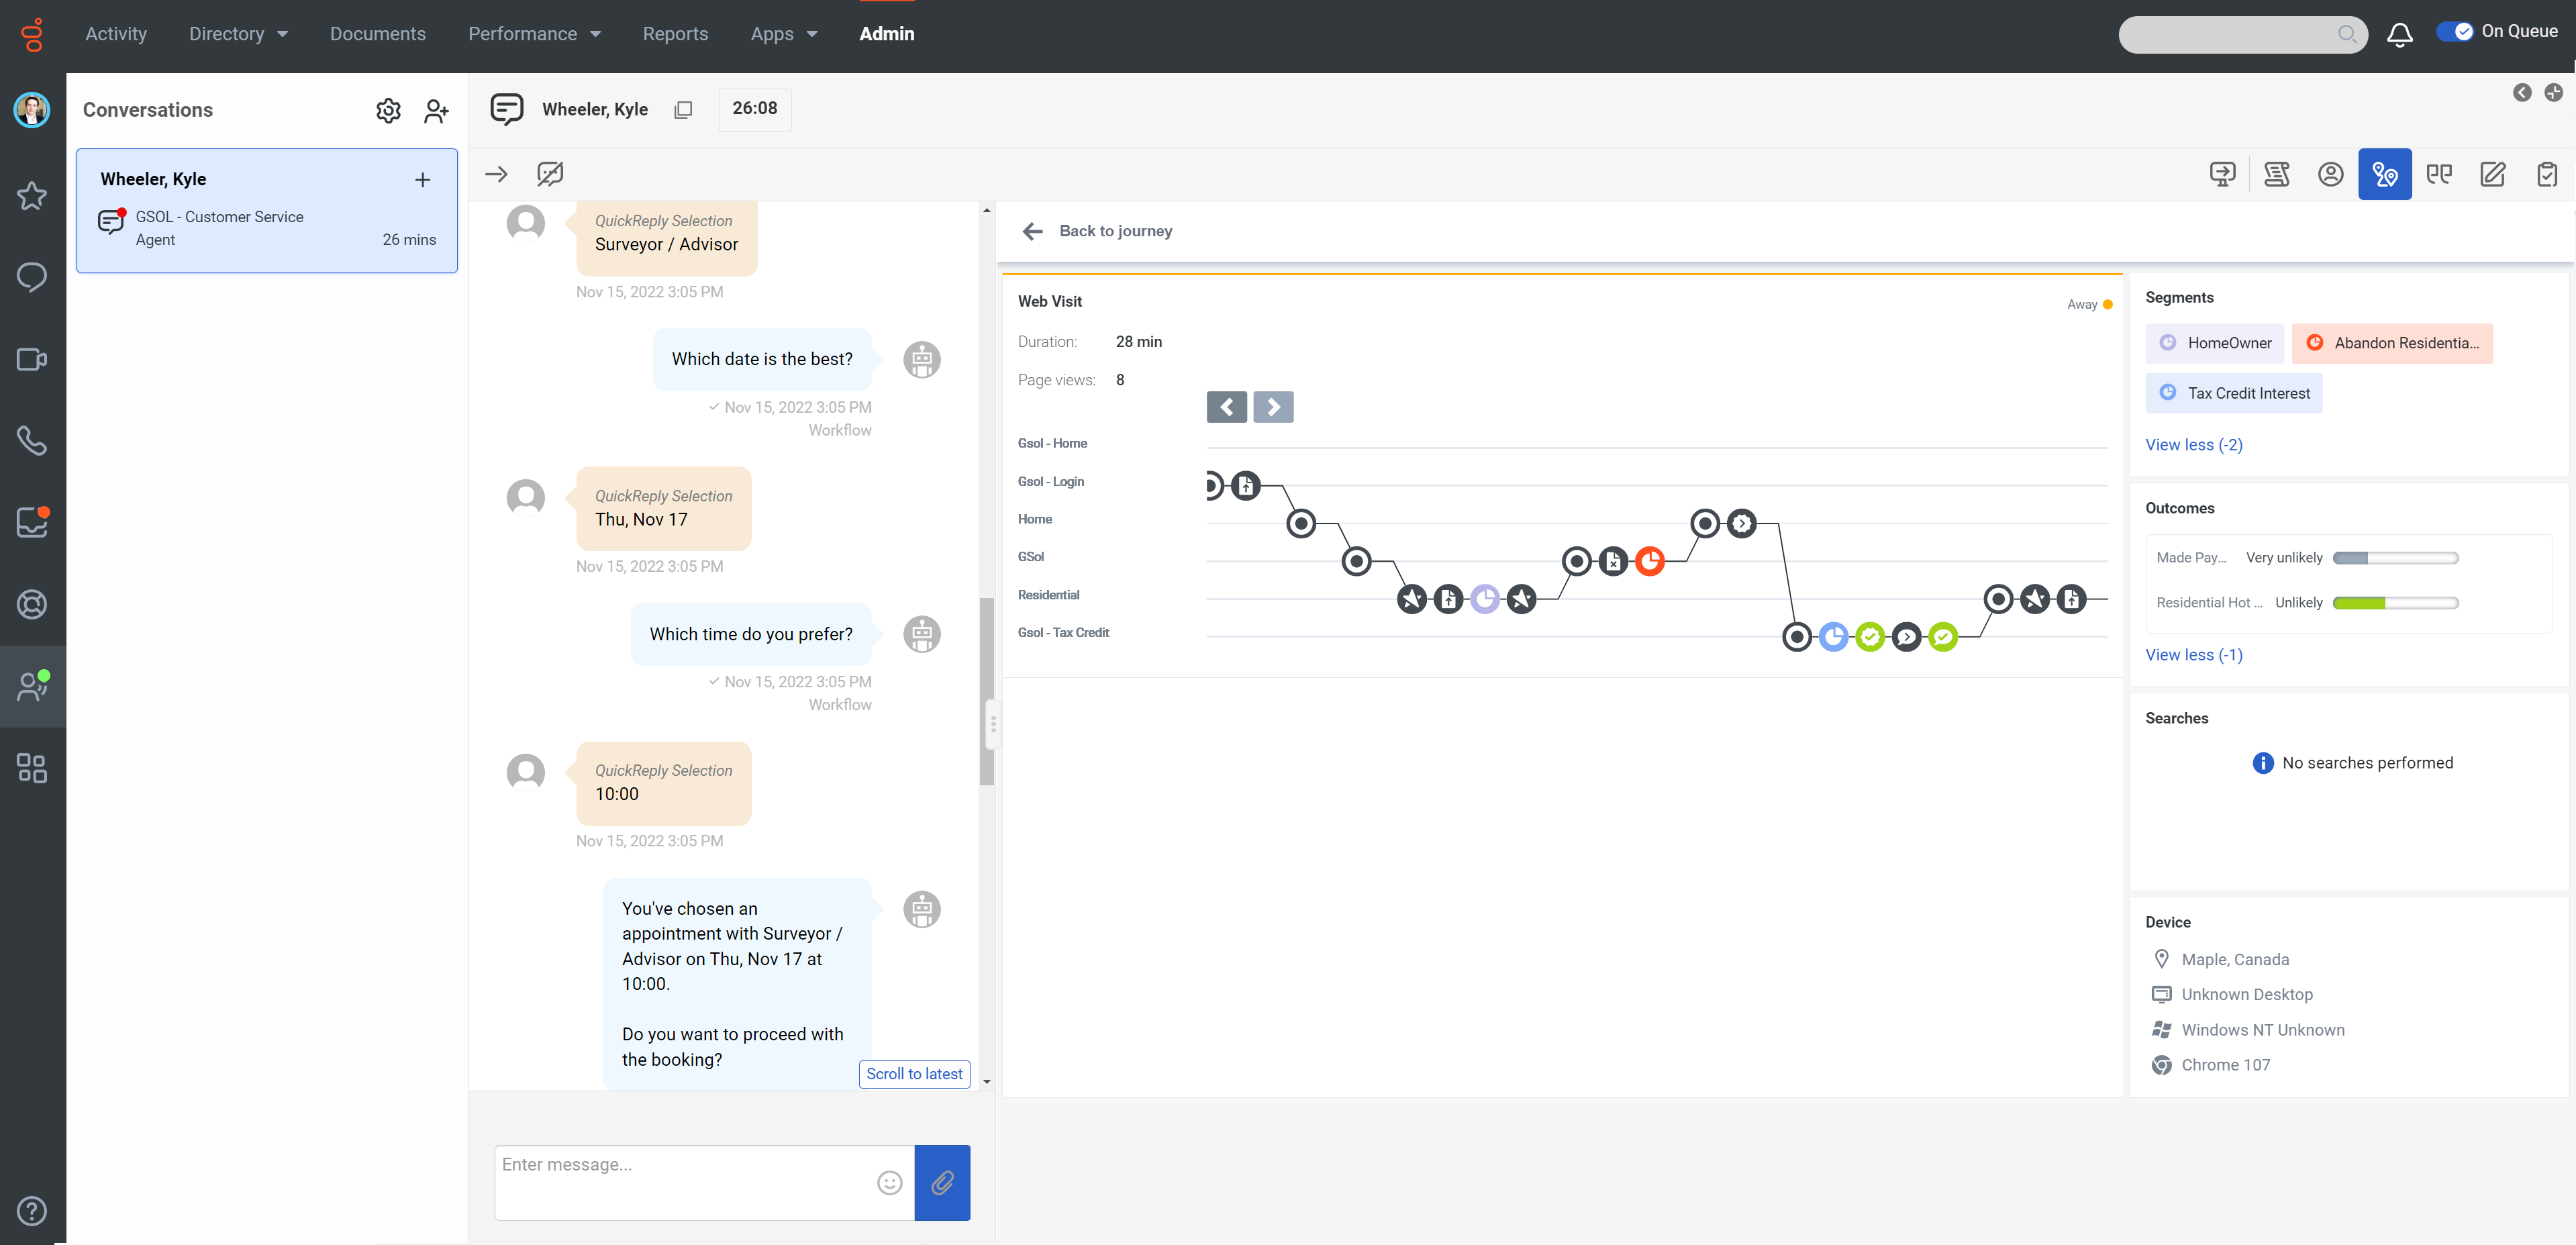 Activity
Directory
Documents
Performance
Reports
Apps
Admin
On Queue
Conversations
Wheeler, Kyle
GSOL - Customer Service
Agent
26 mins
Wheeler, Kyle
26:08
QuickReply Selection
Surveyor / Advisor
Nov 15, 2022 3:05 PM
Which date is the best?
Nov 15, 2022 3:05 PM
Workflow
QuickReply Selection
Thu, Nov 17
Nov 15, 2022 3:05 PM
Which time do you prefer?
Nov 15, 2022 3:05 PM
Workflow
QuickReply Selection
10:00
Nov 15, 2022 3:05 PM
You've chosen an
appointment with Surveyor /
Advisor on Thu, Nov 17 at
10:00.
Do you want to proceed with
the booking?
Scroll to latest
Enter message...
Back to journey
Web Visit
Away
Duration: 28 min
Page views: 8
Gsol - Home
Gsol - Login
Home
GSol
Residential
Gsol - Tax Credit
Segments
HomeOwner
Abandon Residentia...
Tax Credit Interest
View less (-2)
Outcomes
Made Pay... Very unlikely
Residential Hot ... Unlikely
View less (-1)
Searches
No searches performed
Device
Maple, Canada
Unknown Desktop
Windows NT Unknown
Chrome 107